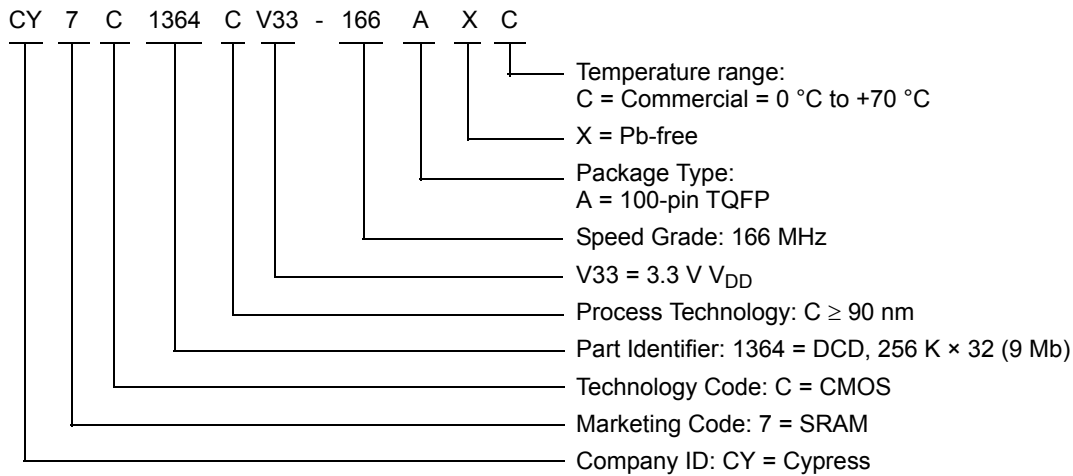 CY 7 C 1364 C V33 - 166 A X C
Temperature range:
C = Commercial = 0 °C to +70 °C
X = Pb-free
Package Type:
A = 100-pin TQFP
Speed Grade: 166 MHz
V33 = 3.3 V VDD
Process Technology: C ≥ 90 nm
Part Identifier: 1364 = DCD, 256 K × 32 (9 Mb)
Technology Code: C = CMOS
Marketing Code: 7 = SRAM
Company ID: CY = Cypress